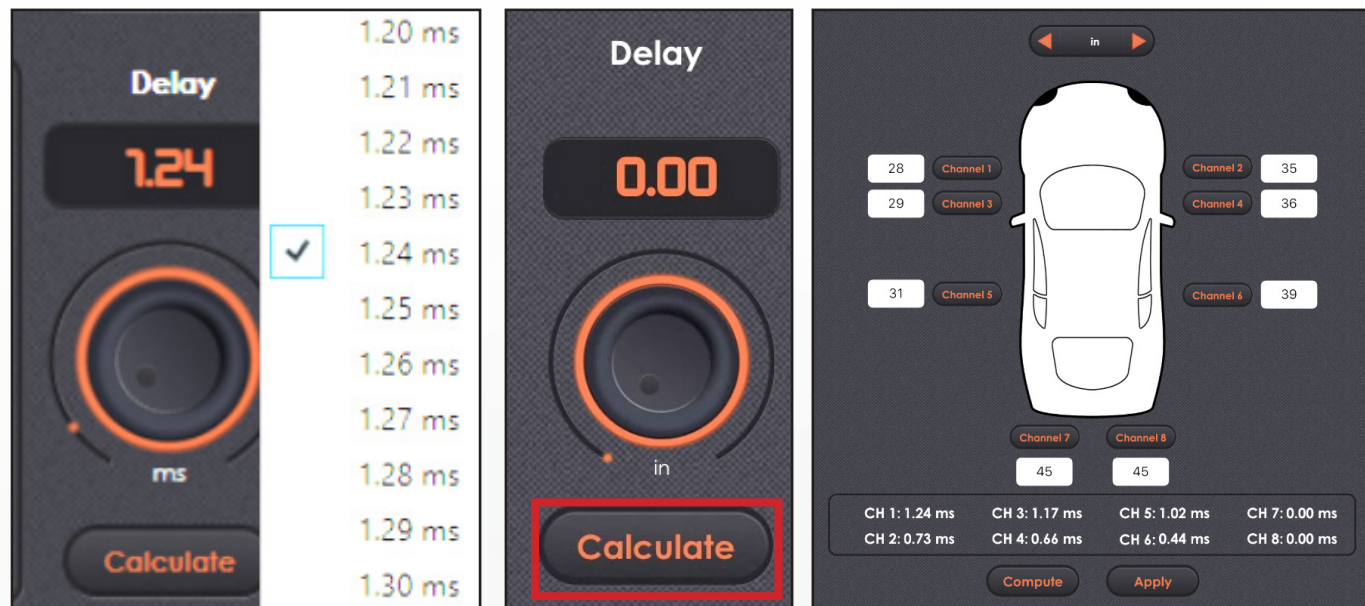 Delay
1.24
ms
Calculate
1.20 ms
1.21 ms
1.22 ms
1.23 ms
1.24 ms
1.25 ms
1.26 ms
1.27 ms
1.28 ms
1.29 ms
1.30 ms
Delay
0.00
in
Calculate
in
28 Channel 1 Channel 2 35
29 Channel 3 Channel 4 36
31 Channel 5 Channel 6 39
Channel 7 Channel 8
45 45
CH 1: 1.24 ms CH 3: 1.17 ms CH 5: 1.02 ms CH 7: 0.00 ms
CH 2: 0.73 ms CH 4: 0.66 ms CH 6: 0.44 ms CH 8: 0.00 ms
Compute Apply